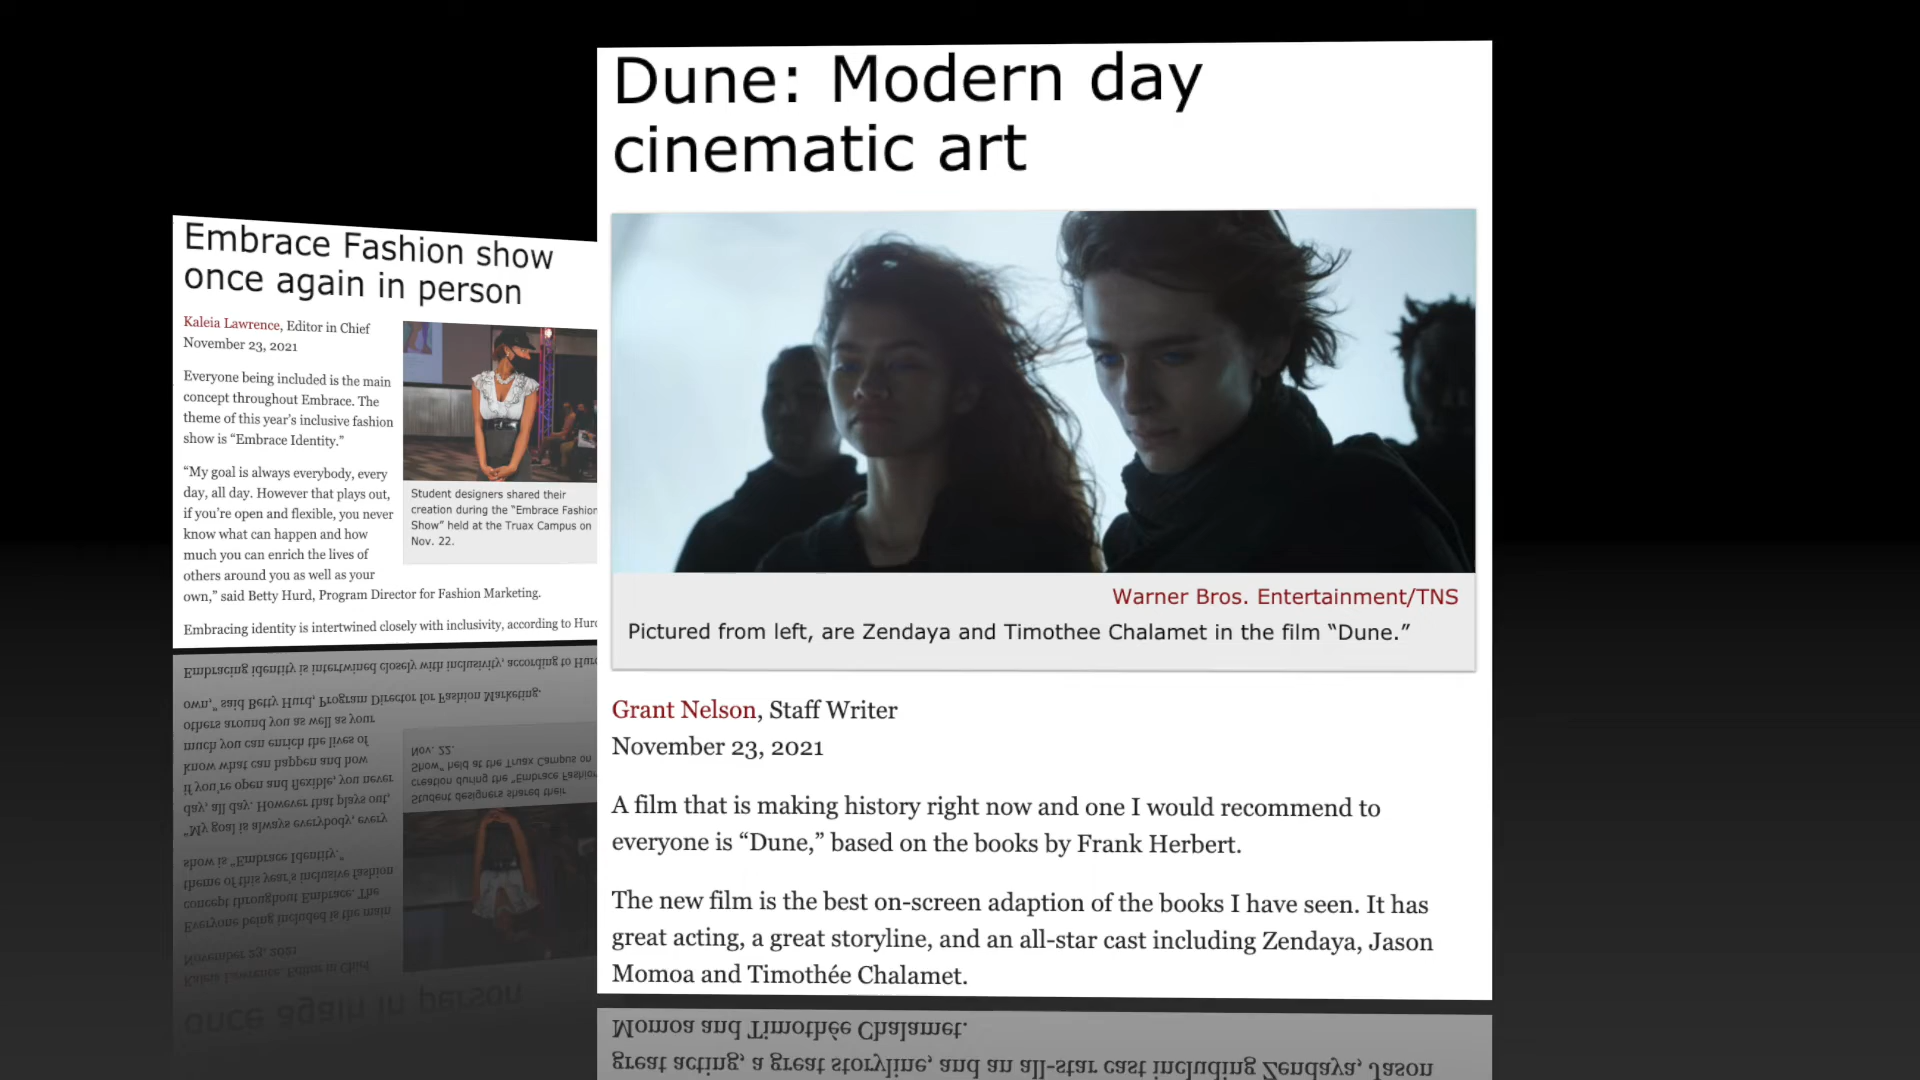 Embrace Fashion show
once again in person
Kaleia Lawrence, Editor in Chief
November 23, 2021
Everyone being included is the main
concept throughout Embrace. The
theme of this year's inclusive fashion
show is “Embrace Identity.”
“My goal is always everybody, every
day, all day. However that plays out,
if you're open and flexible, you never
know what can happen and how
much you can enrich the lives of
others around you as well as your
own,” said Betty Hurd, Program Director for Fashion Marketing.
Embracing identity is intertwined closely with inclusivity, according to Hurd
Student designers shared their
creation during the “Embrace Fashion
Show” held at the Truax Campus on
Nov. 22.
Dune: Modern day
cinematic art
Warner Bros. Entertainment/TNS
Pictured from left, are Zendaya and Timothee Chalamet in the film “Dune.”
Grant Nelson, Staff Writer
November 23, 2021
A film that is making history right now and one I would recommend to
everyone is “Dune,” based on the books by Frank Herbert.
The new film is the best on-screen adaption of the books I have seen. It has
great acting, a great storyline, and an all-star cast including Zendaya, Jason
Momoa and Timothée Chalamet.